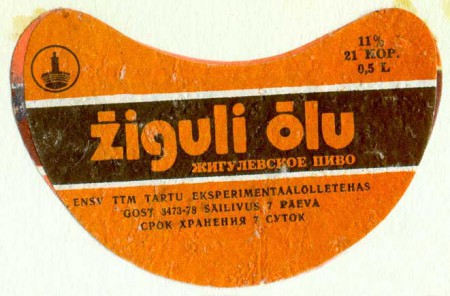 11%
21 KOP.
0,5 L
žiguli õlu
ЖИГУЛЕВСКОЕ ПИВО
ENSV TTM TARTU EKSPERIMENTAALÕLLETEHAS
GOST 3473-78 SÄILIVUS 7 PÄEVA
СРОК ХРАНЕНИЯ 7 СУТОК